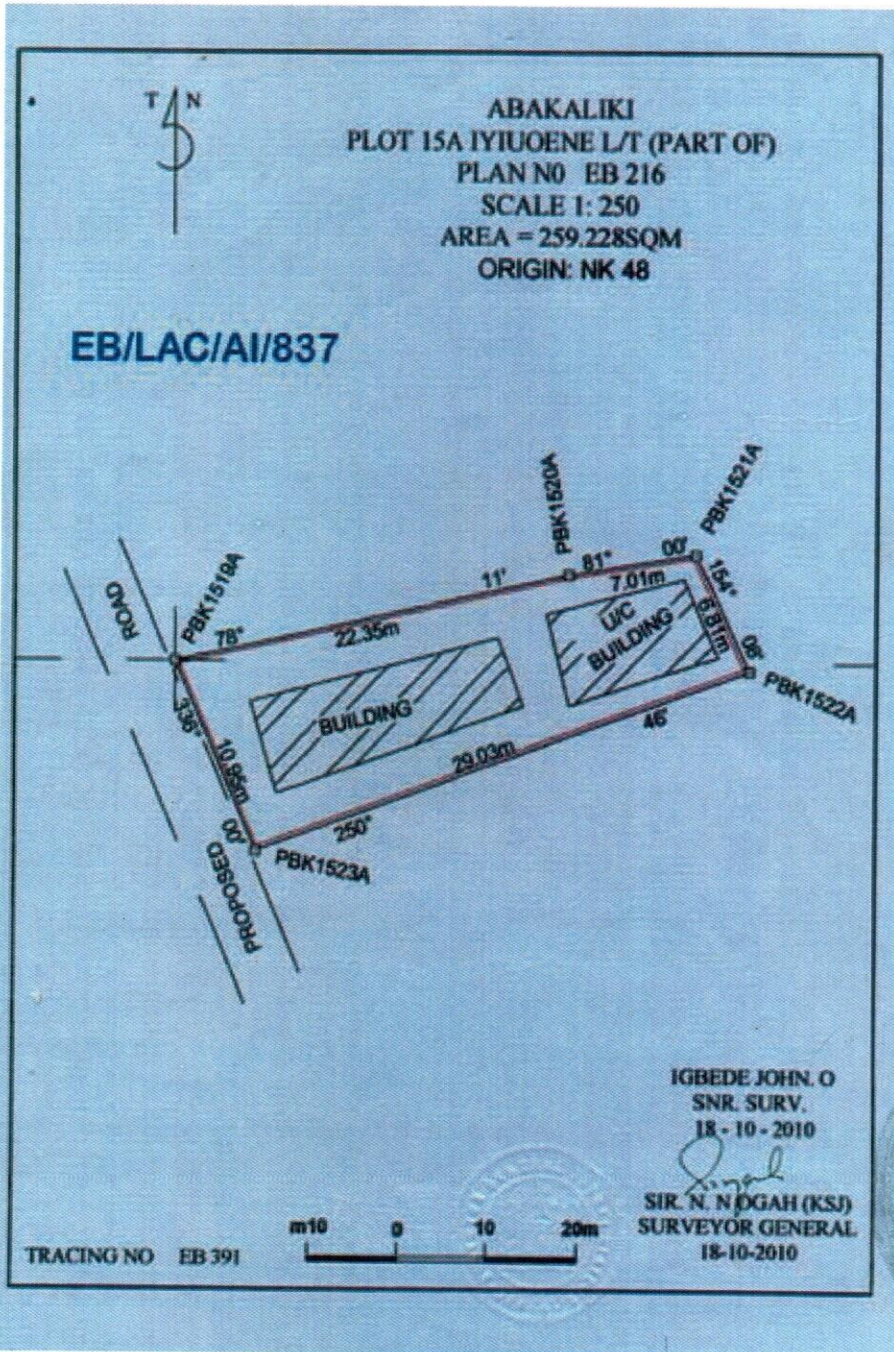 T N
ABAKALIKI
PLOT 15A IYIUOENE L/T (PART OF)
PLAN N0 EB 216
SCALE 1: 250
AREA = 259.228SQM
ORIGIN: NK 48
EB/LAC/AI/837
ROAD
PBK1519A
78°
22.35m
11'
PBK1520A
81°
00'
7.01m
PBK1521A
154°
6.81m
08'
PBK1522A
U/C
BUILDING
BUILDING
336°
10.95m
00'
29.03m
46'
250°
PBK1523A
PROPOSED
IGBEDE JOHN. O
SNR. SURV.
18 - 10 - 2010
SIR. N. N OGAH (KSJ)
SURVEYOR GENERAL
18-10-2010
TRACING NO EB 391
m10 0 10 20m